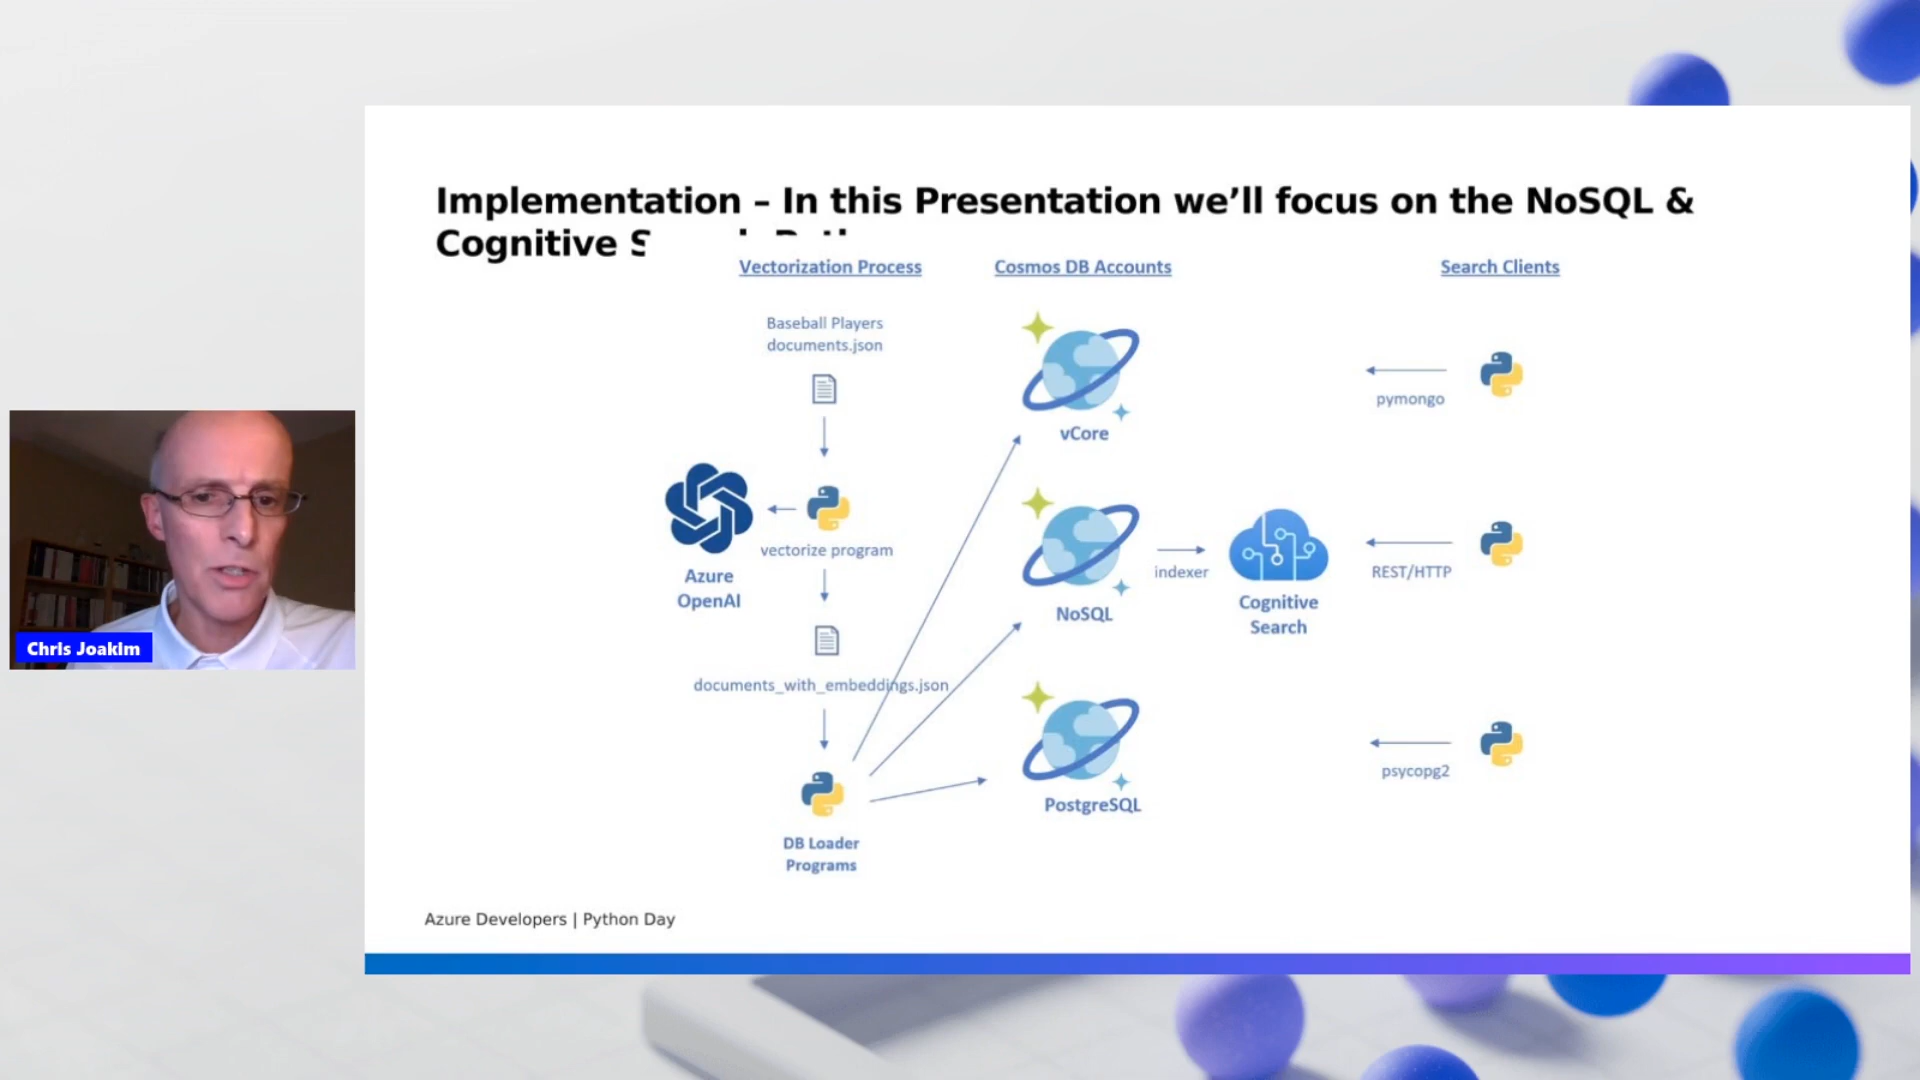 Implementation – In this Presentation we’ll focus on the NoSQL &
Cognitive
Vectorization Process
Cosmos DB Accounts
Search Clients
Baseball Players
documents.json
vectorize program
Azure
OpenAI
documents_with_embeddings.json
DB Loader
Programs
vCore
NoSQL
PostgreSQL
indexer
Cognitive
Search
pymongo
REST/HTTP
psycopg2
Chris Joakim
Azure Developers | Python Day